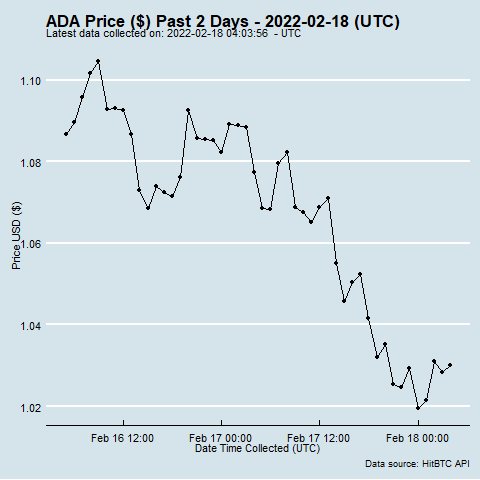 ADA Price ($) Past 2 Days - 2022-02-18 (UTC)
Latest data collected on: 2022-02-18 04:03:56  - UTC
1.10
1.08
1.06
1.04
1.02
Price USD ($)
Feb 16 12:00 Feb 17 00:00 Feb 17 12:00 Feb 18 00:00
Date Time Collected (UTC)
Data source: HitBTC API